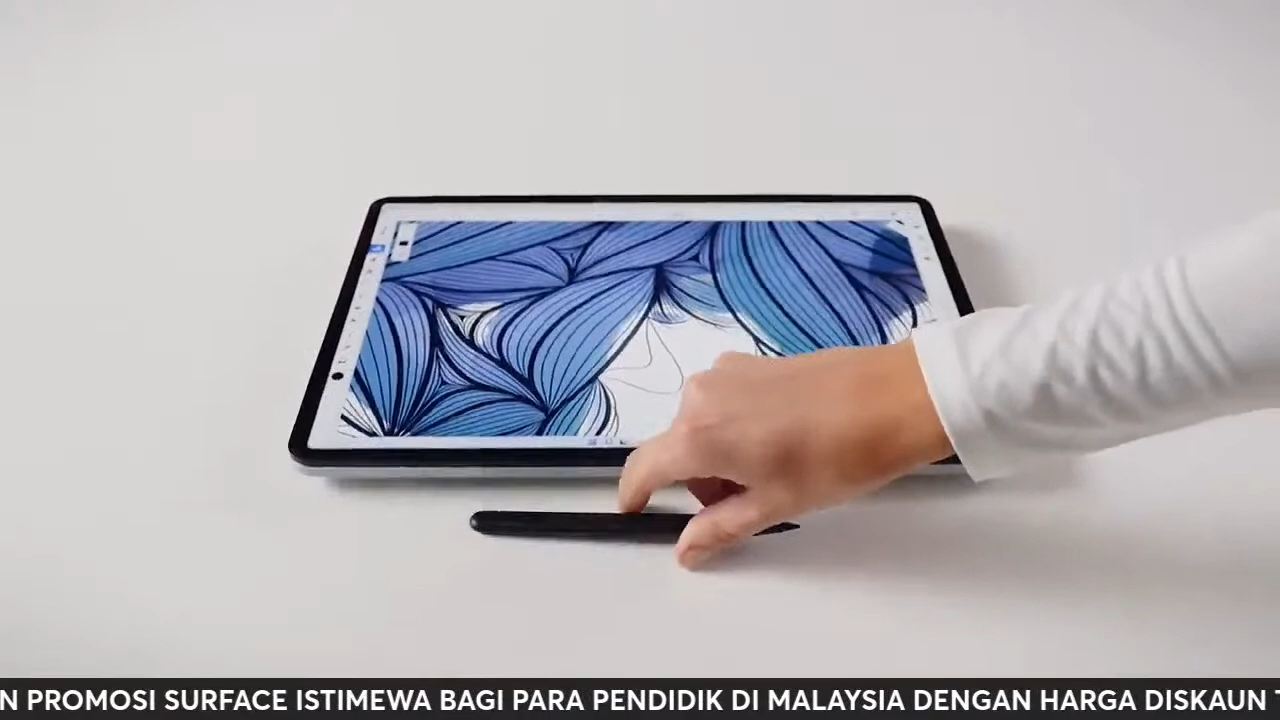 N PROMOSI SURFACE ISTIMEWA BAGI PARA PENDIDIK DI MALAYSIA DENGAN HARGA DISKAUN T